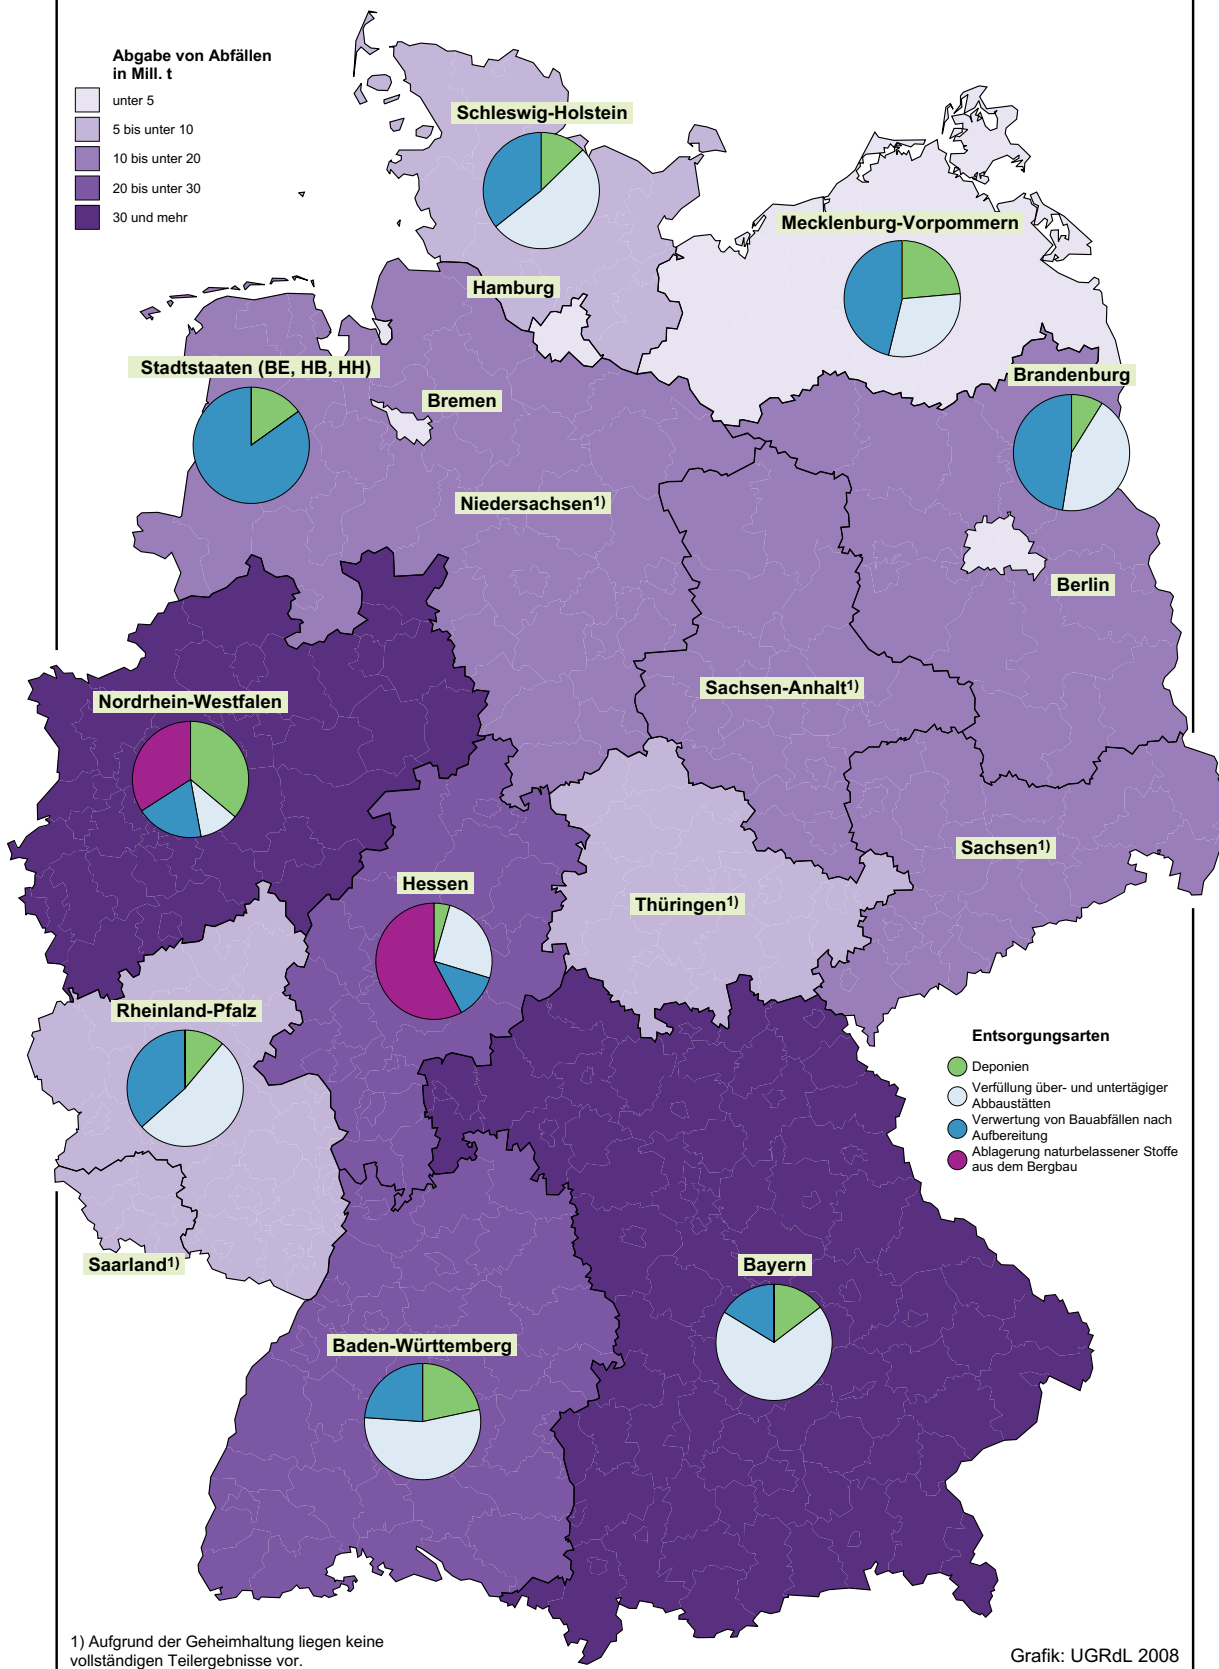 Abgabe von Abfällen
in Mill. t
unter 5
5 bis unter 10
10 bis unter 20
20 bis unter 30
30 und mehr
Schleswig-Holstein
Mecklenburg-Vorpommern
Hamburg
Stadtstaaten (BE, HB, HH)
Brandenburg
Bremen
Niedersachsen1)
Berlin
Sachsen-Anhalt1)
Nordrhein-Westfalen
Sachsen1)
Hessen
Thüringen1)
Rheinland-Pfalz
Entsorgungsarten
Deponien
Verfüllung über- und untertägiger
Abbaustätten
Verwertung von Bauabfällen nach
Aufbereitung
Ablagerung naturbelassener Stoffe
aus dem Bergbau
Saarland1)
Bayern
Baden-Württemberg
1) Aufgrund der Geheimhaltung liegen keine
vollständigen Teilergebnisse vor.
Grafik: UGRdL 2008